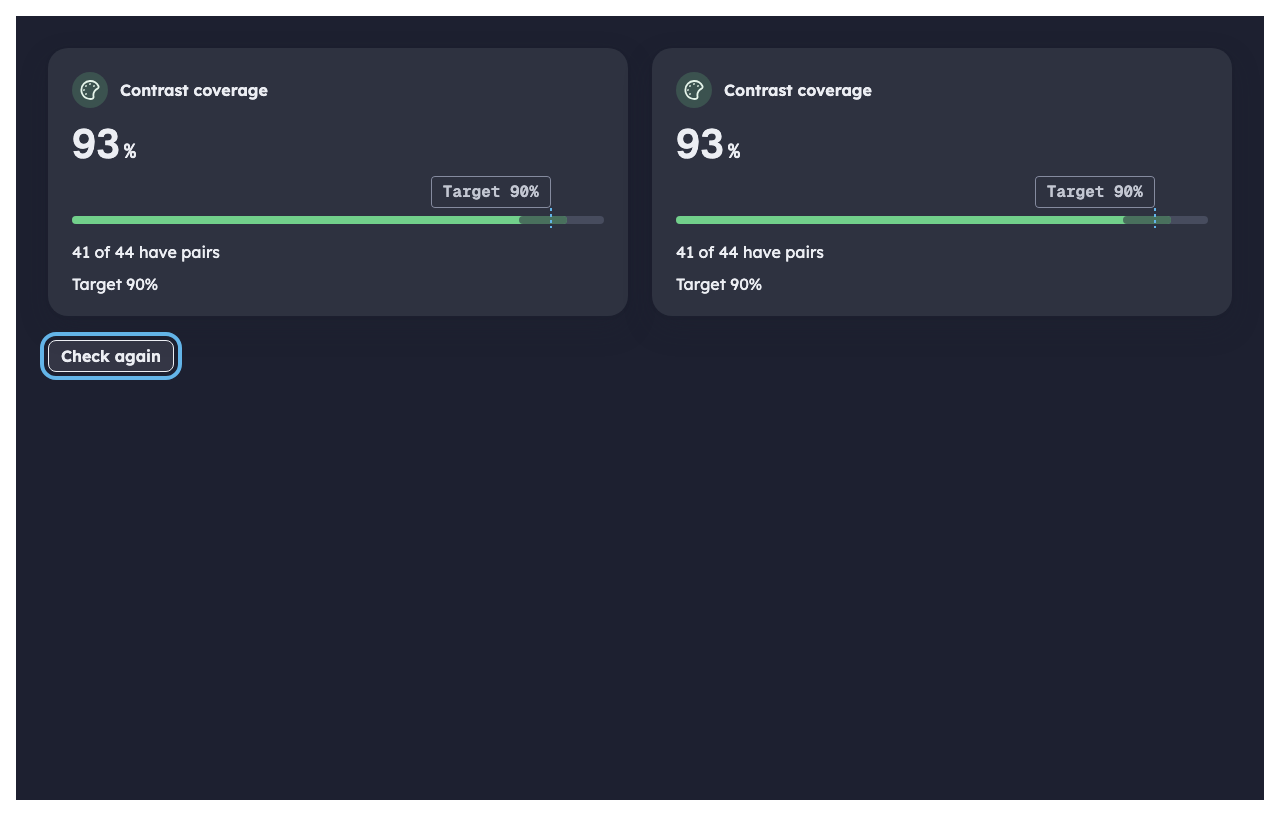 Contrast coverage
93%
Target 90%
41 of 44 have pairs
Target 90%
Contrast coverage
93%
Target 90%
41 of 44 have pairs
Target 90%
Check again